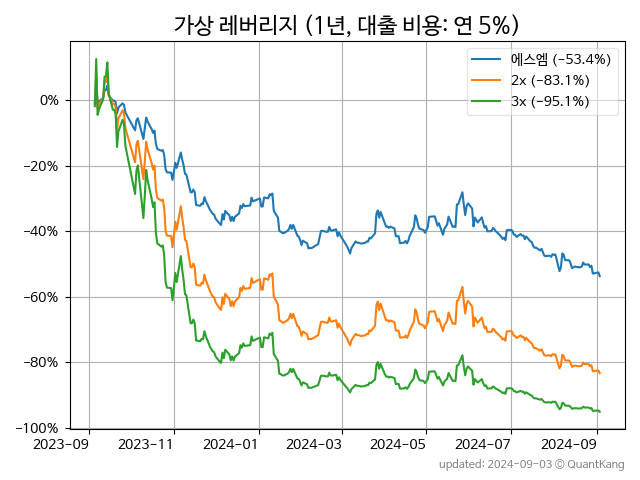 가상 레버리지 (1년, 대출 비용: 연 5%)
에스엠 (−53.4%)
2x (−83.1%)
3x (−95.1%)
0%
−20%
−40%
−60%
−80%
−100%
2023-09
2023-11
2024-01
2024-03
2024-05
2024-07
2024-09
updated: 2024-09-03 © QuantKang